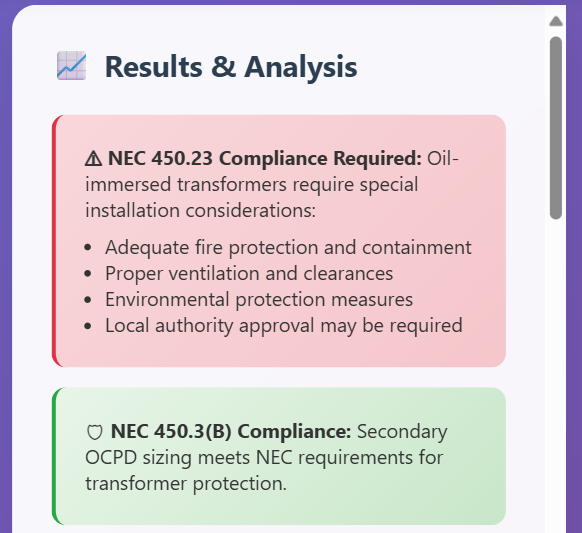 Results & Analysis
⚠ NEC 450.23 Compliance Required: Oil-
immersed transformers require special
installation considerations:
• Adequate fire protection and containment
• Proper ventilation and clearances
• Environmental protection measures
• Local authority approval may be required
🛡 NEC 450.3(B) Compliance: Secondary
OCPD sizing meets NEC requirements for
transformer protection.